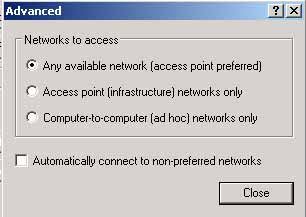 Advanced
Networks to access
Any available network (access point preferred)
Access point (infrastructure) networks only
Computer-to-computer (ad hoc) networks only
Automatically connect to non-preferred networks
Close